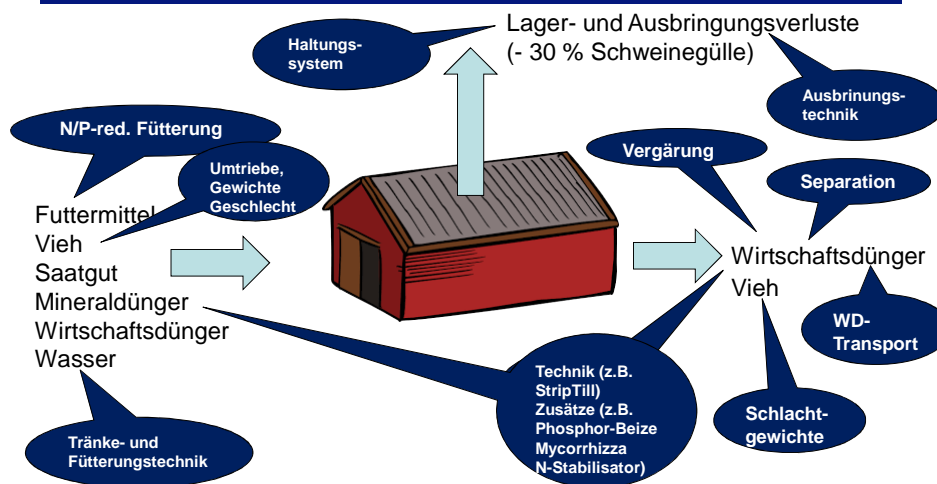 Lager- und Ausbringungsverluste
(- 30 % Schweinegülle)
Haltungs-
system
Ausbrinungs-
technik
N/P-red. Fütterung
Vergärung
Umtriebe,
Gewichte
Geschlecht
Separation
Futtermittel
Vieh
Saatgut
Mineraldünger
Wirtschaftsdünger
Wasser
Wirtschaftsdünger
Vieh
WD-
Transport
Technik (z.B.
StripTill)
Zusätze (z.B.
Phosphor-Beize
Mycorrhizza
N-Stabilisator)
Schlacht-
gewichte
Tränke- und
Fütterungstechnik